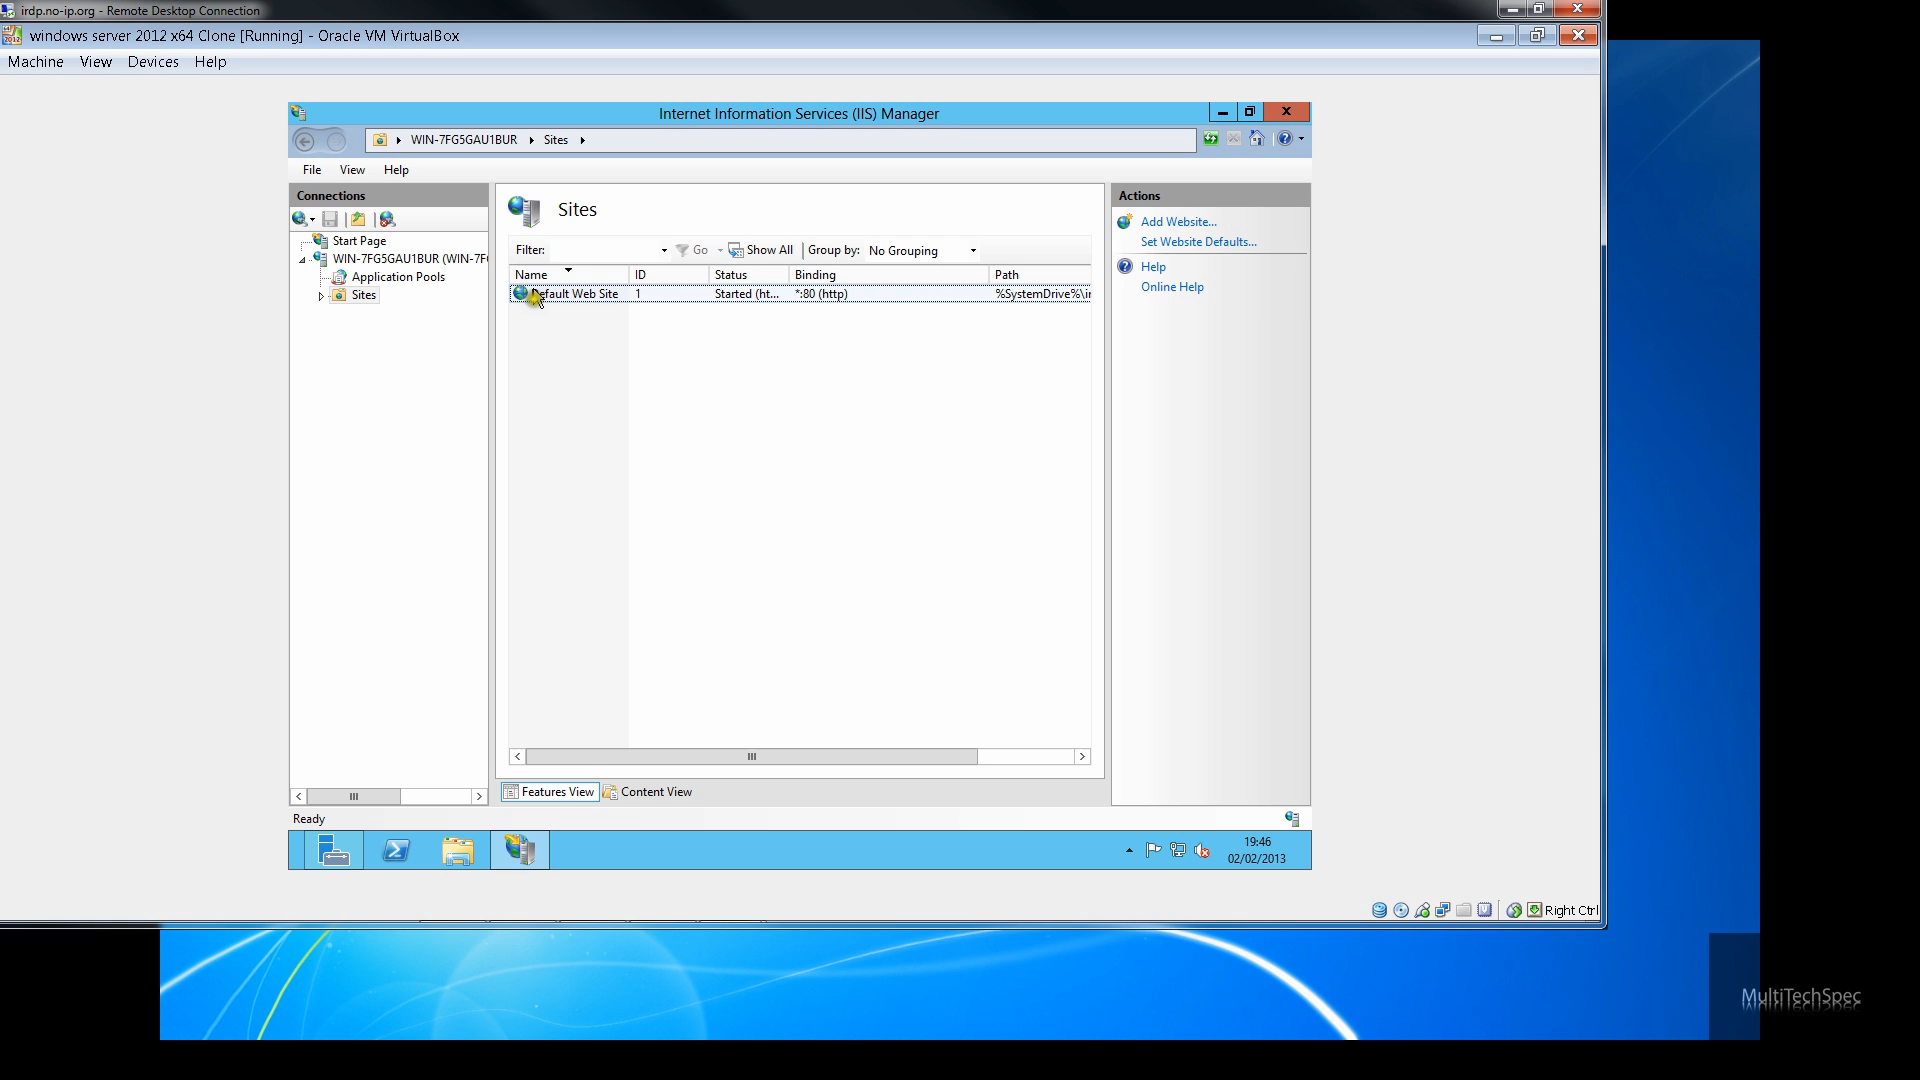 irdp.no-ip.org - Remote Desktop Connection
windows server 2012 x64 Clone [Running] - Oracle VM VirtualBox
Machine View Devices Help
Internet Information Services (IIS) Manager
WIN-7FG5GAU1BUR Sites
File View Help
Connections
Start Page
WIN-7FG5GAU1BUR (WIN-7F
Application Pools
Sites
Sites
Filter: Go Show All Group by: No Grouping
Name ID Status Binding Path
Default Web Site 1 Started (ht... *:80 (http) %SystemDrive%\i
Features View Content View
Actions
Add Website...
Set Website Defaults...
Help
Online Help
Ready
19:46
02/02/2013
Right Ctrl
MultiTechSpec